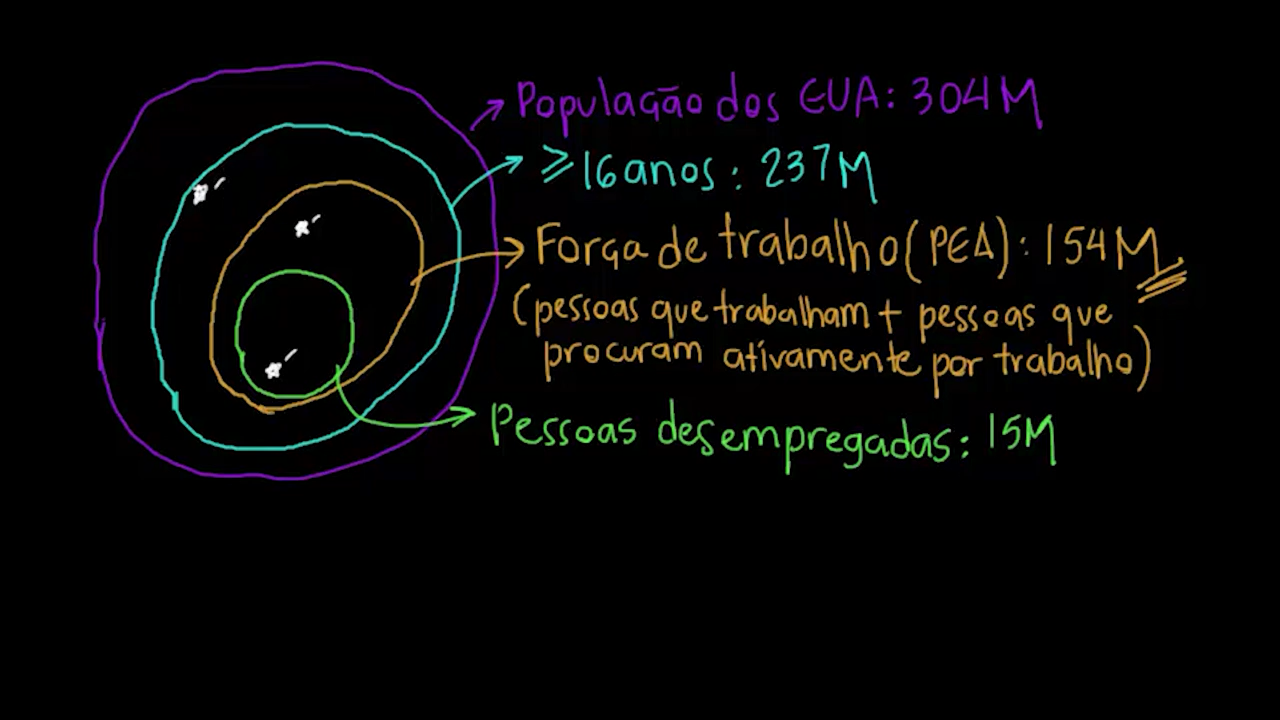 População dos EUA: 304M
≥16 anos: 237M
Força de trabalho (PEA): 154M
(pessoas que trabalham + pessoas que
procuram ativamente por trabalho)
Pessoas desempregadas: 15M